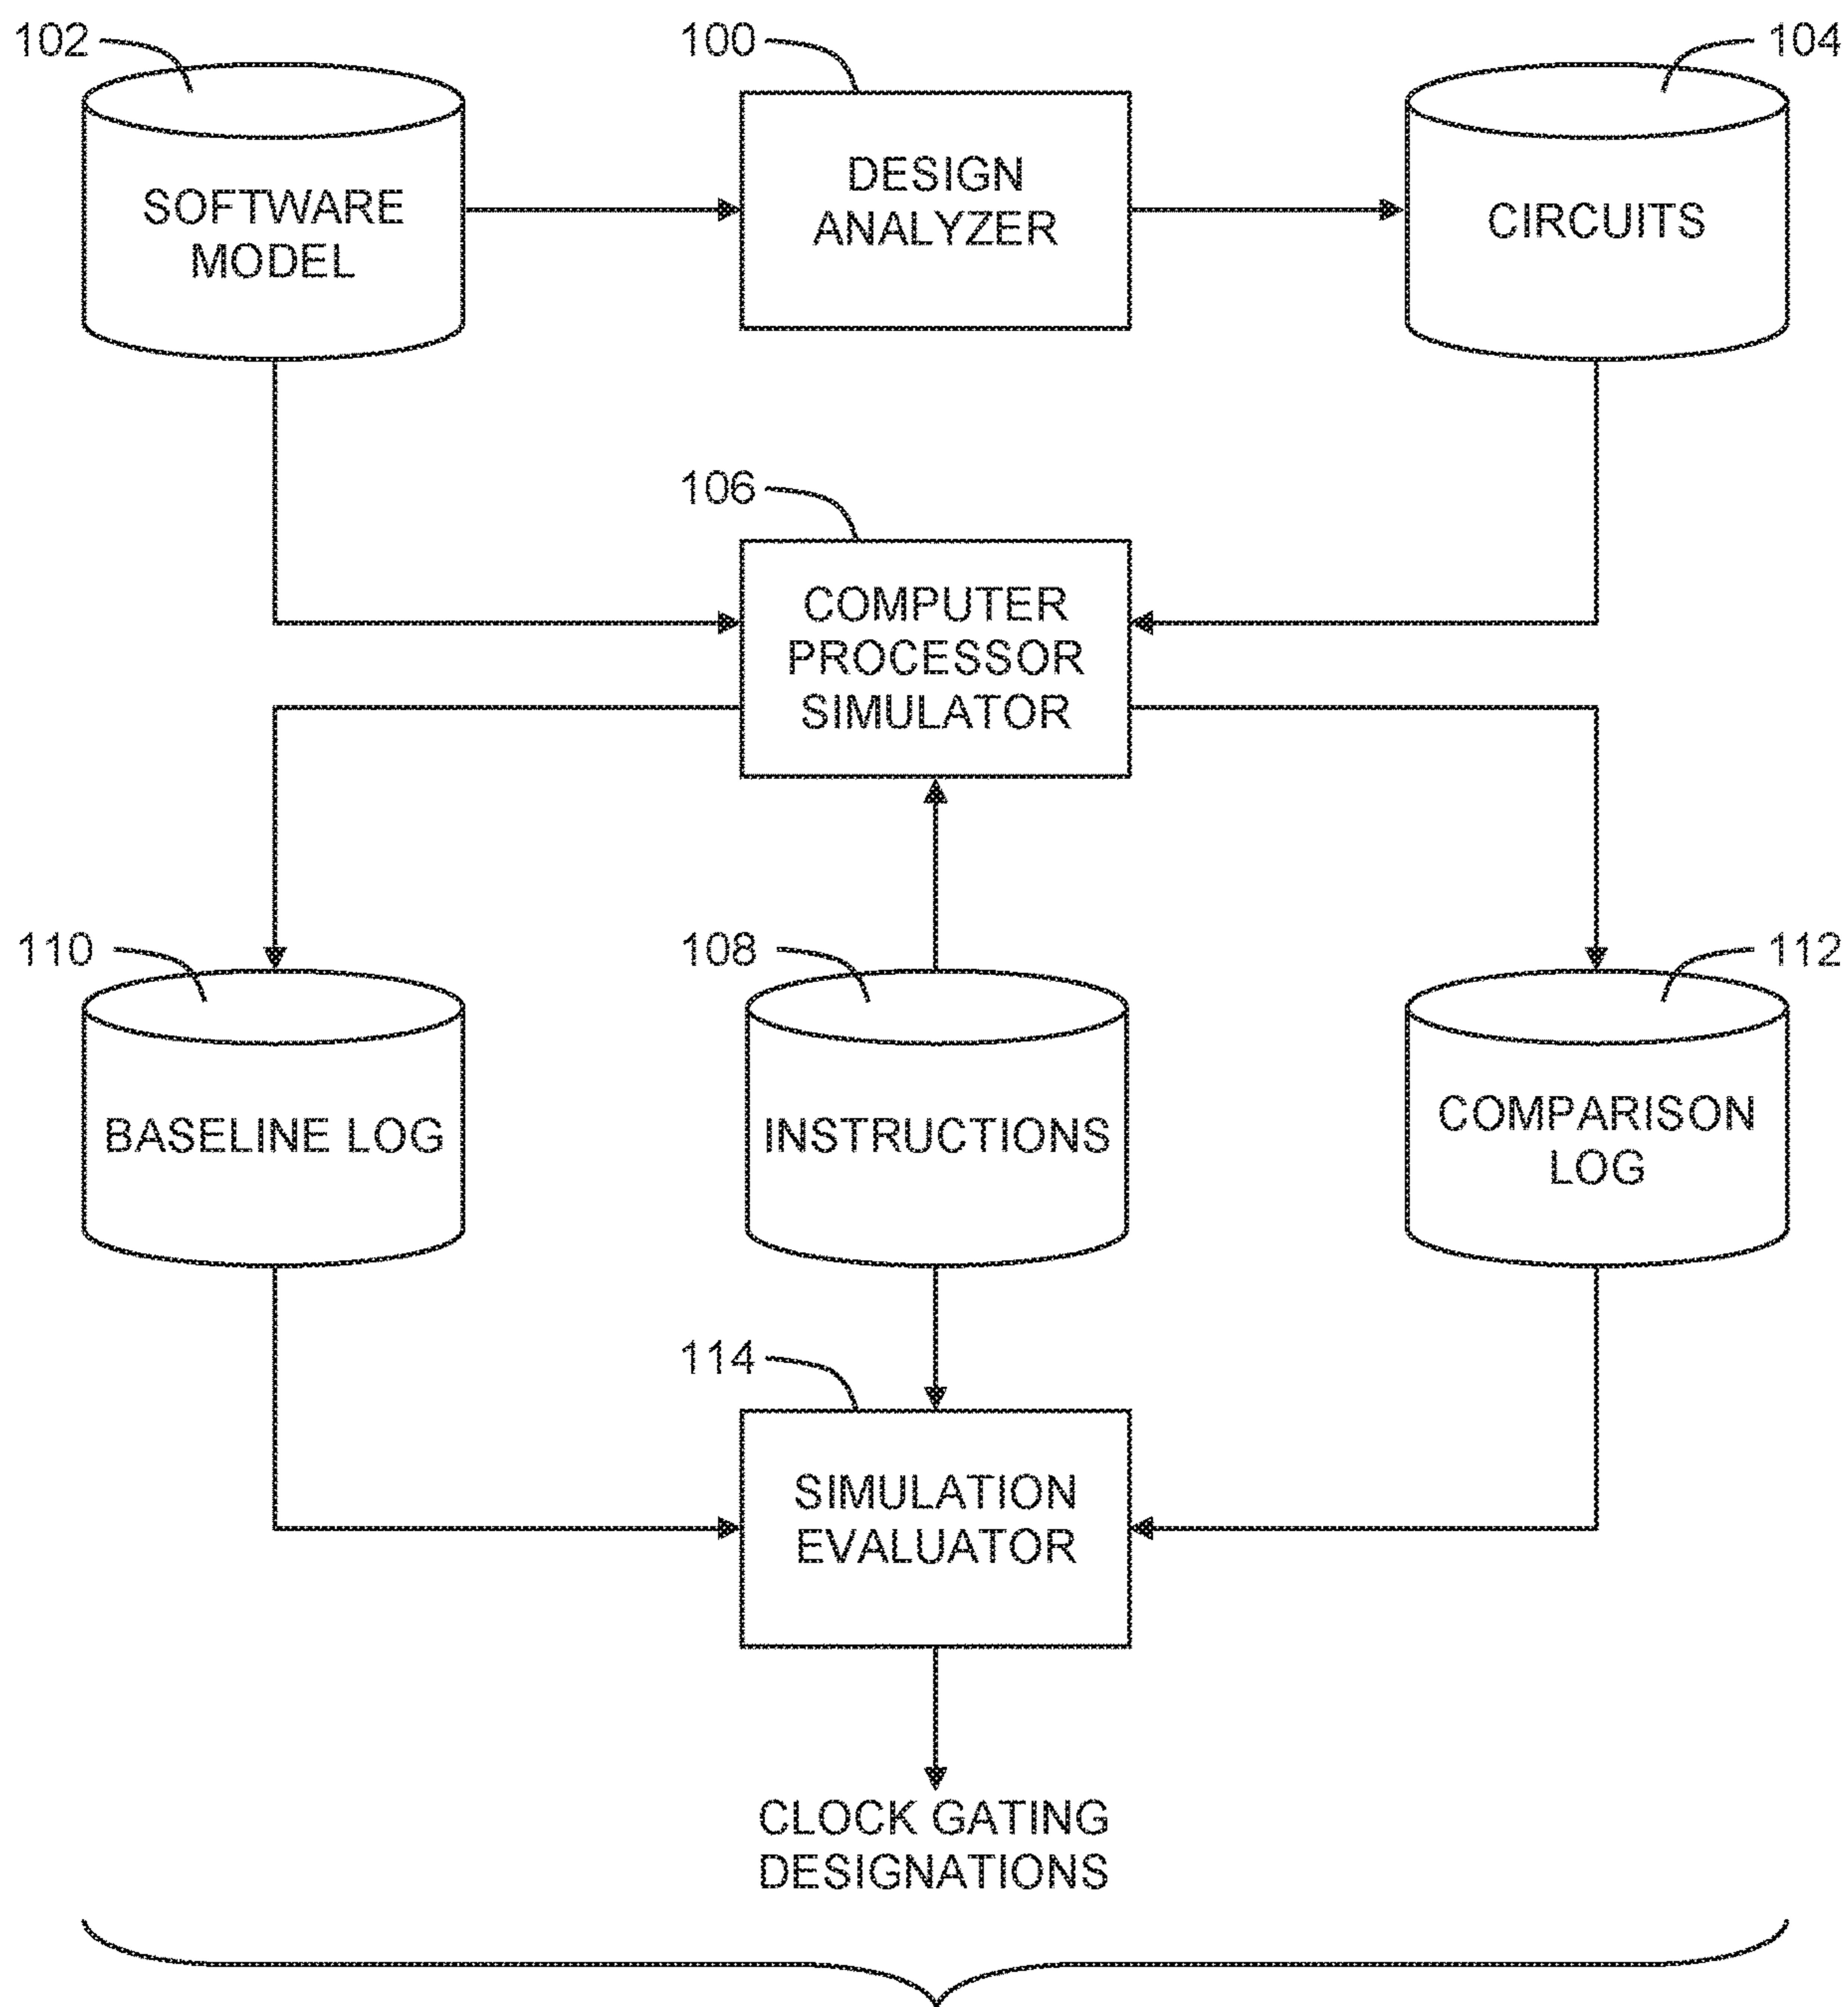 102
100
104
SOFTWARE
MODEL
DESIGN
ANALYZER
CIRCUITS
106
COMPUTER
PROCESSOR
SIMULATOR
110
108
112
BASELINE LOG
INSTRUCTIONS
COMPARISON
LOG
114
SIMULATION
EVALUATOR
CLOCK GATING
DESIGNATIONS